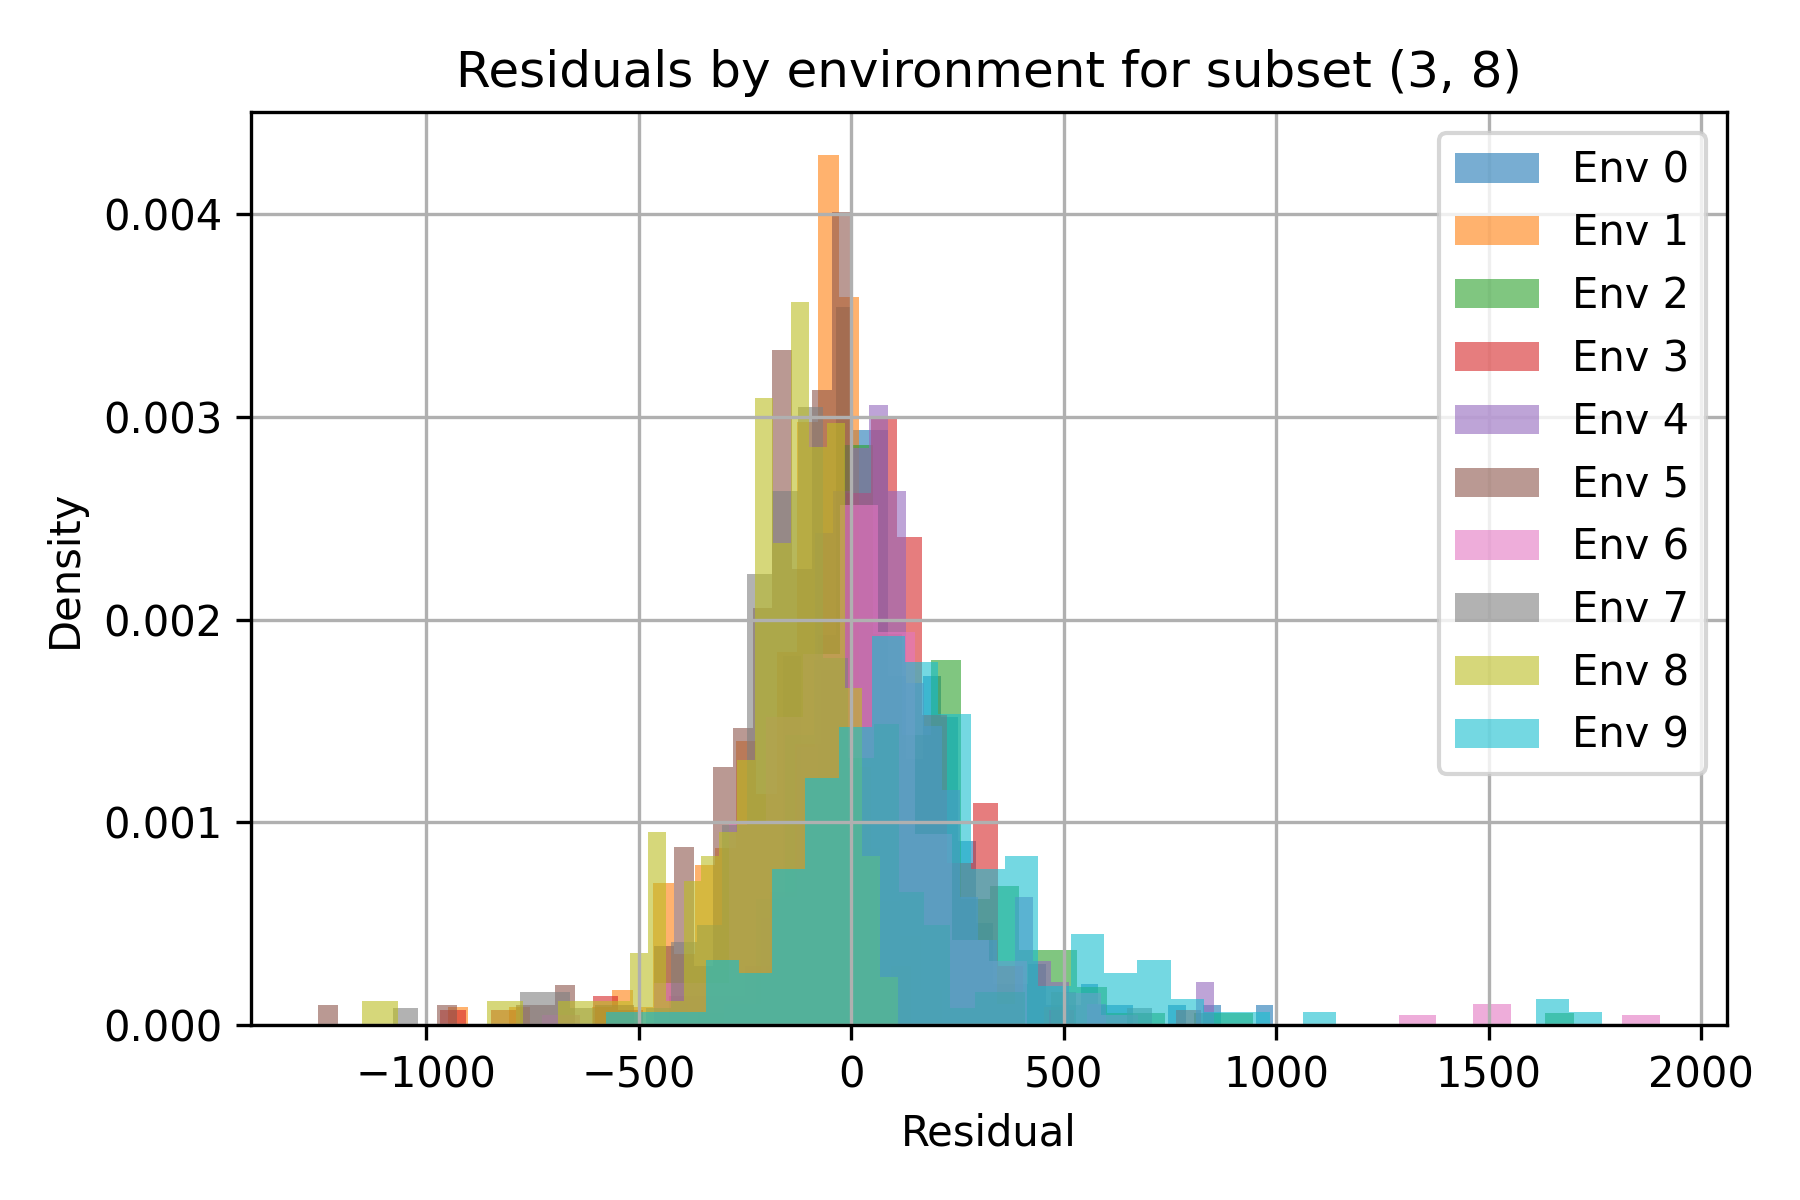 Residuals by environment for subset (3, 8)
Density
0.004
0.003
0.002
0.001
0.000
−1000
−500
0
500
1000
1500
2000
Residual
Env 0
Env 1
Env 2
Env 3
Env 4
Env 5
Env 6
Env 7
Env 8
Env 9